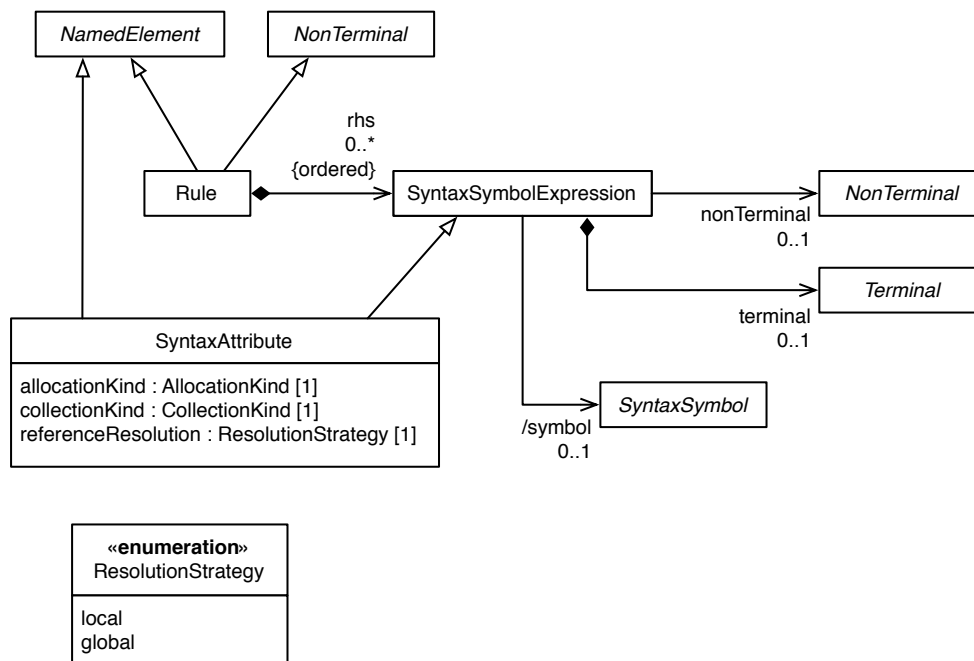 NamedElement
NonTerminal
rhs
0..*
{ordered}
Rule
SyntaxSymbolExpression
NonTerminal
nonTerminal
0..1
Terminal
terminal
0..1
SyntaxAttribute
allocationKind : AllocationKind [1]
collectionKind : CollectionKind [1]
referenceResolution : ResolutionStrategy [1]
SyntaxSymbol
/symbol
0..1
«enumeration»
ResolutionStrategy
local
global